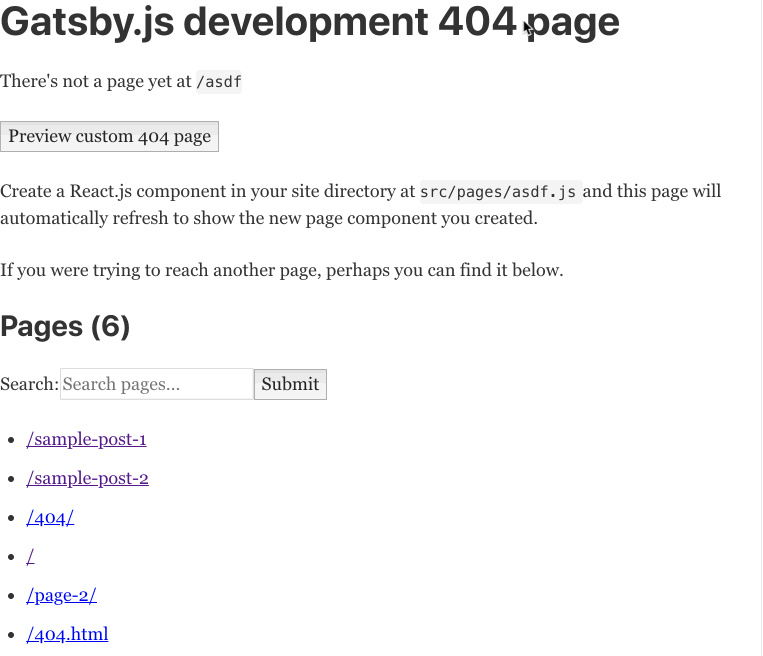 Gatsby.js development 404 page
There's not a page yet at /asdf
Preview custom 404 page
Create a React.js component in your site directory at src/pages/asdf.js and this page will
automatically refresh to show the new page component you created.
If you were trying to reach another page, perhaps you can find it below.
Pages (6)
Search: Search pages... Submit
/sample-post-1
/sample-post-2
/404/
/
/page-2/
/404.html